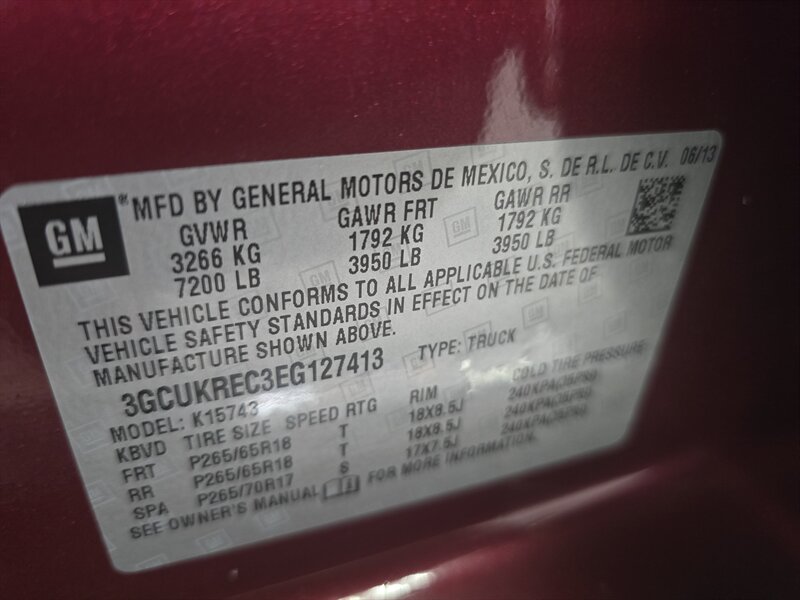 GM
® MFD BY GENERAL MOTORS DE MEXICO, S. DE R.L. DE C.V. 06/13
GVWR GAWR FRT GAWR RR
3266 KG 1792 KG 1792 KG
7200 LB 3950 LB 3950 LB
THIS VEHICLE CONFORMS TO ALL APPLICABLE U.S. FEDERAL MOTOR
VEHICLE SAFETY STANDARDS IN EFFECT ON THE DATE OF
MANUFACTURE SHOWN ABOVE.
3GCUKREC3EG127413 TYPE: TRUCK
MODEL: K15743
KBVD TIRE SIZE SPEED RTG RIM COLD TIRE PRESSURE
FRT P265/65R18 T 18X8.5J 240KPA(35PSI)
RR P265/65R18 T 18X8.5J 240KPA(35PSI)
SPA P265/70R17 S 17X7.5J 240KPA(35PSI)
SEE OWNER'S MANUAL FOR MORE INFORMATION.